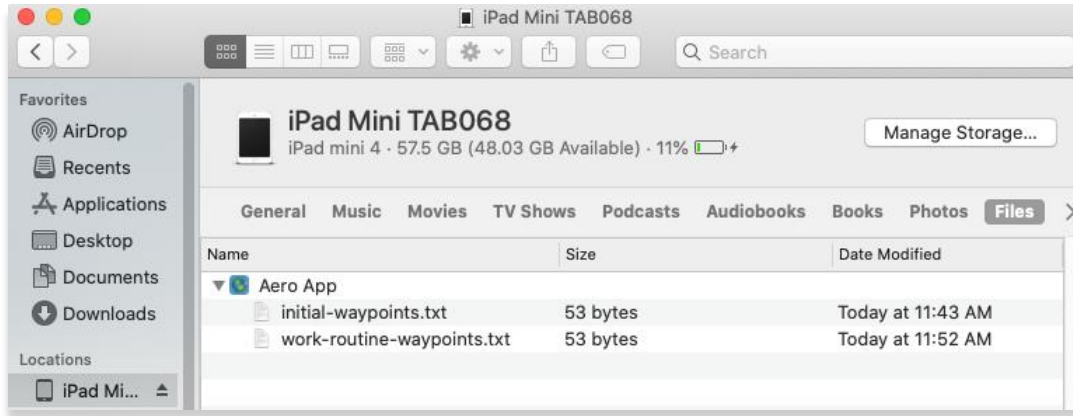 iPad Mini TAB068
Search
Favorites
AirDrop
Recents
Applications
Desktop
Documents
Downloads
Locations
iPad Mi...
iPad Mini TAB068
iPad mini 4 · 57.5 GB (48.03 GB Available) · 11%
Manage Storage...
General Music Movies TV Shows Podcasts Audiobooks Books Photos Files
Name Size Date Modified
Aero App
initial-waypoints.txt 53 bytes Today at 11:43 AM
work-routine-waypoints.txt 53 bytes Today at 11:52 AM